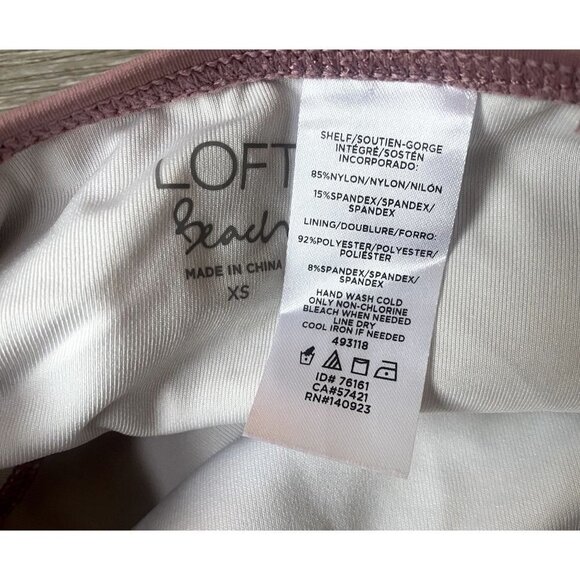 LOFT
Beach
MADE IN CHINA
XS
SHELF/SOUTIEN-GORGE
INTÉGRÉ/SOSTÉN
INCORPORADO:
85%NYLON/NYLON/NILÓN
15%SPANDEX/SPANDEX/
SPANDEX
LINING/DOUBLURE/FORRO:
92%POLYESTER/POLYESTER/
POLIÉSTER
8%SPANDEX/SPANDEX/
SPANDEX
HAND WASH COLD
ONLY NON-CHLORINE
BLEACH WHEN NEEDED
LINE DRY
COOL IRON IF NEEDED
493118
ID# 76161
CA#57421
RN#140923